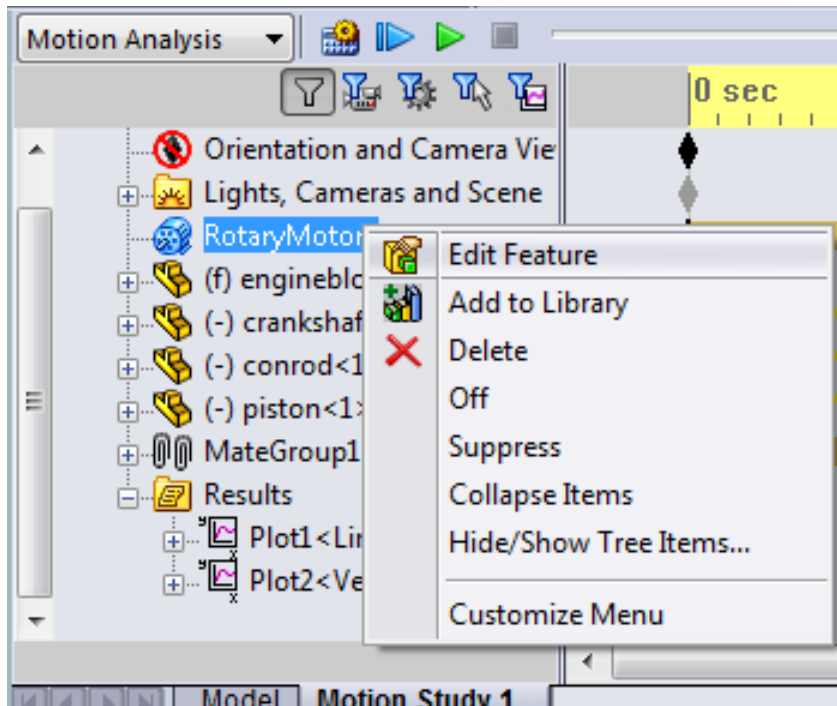 Motion Analysis
0 sec
Orientation and Camera Vie
Lights, Cameras and Scene
RotaryMotor
(f) engineblo
(-) crankshaf
(-) conrod<1
(-) piston<1>
MateGroup1
Results
Plot1<Lin
Plot2<Ve
Edit Feature
Add to Library
Delete
Off
Suppress
Collapse Items
Hide/Show Tree Items...
Customize Menu
Model
Motion Study 1